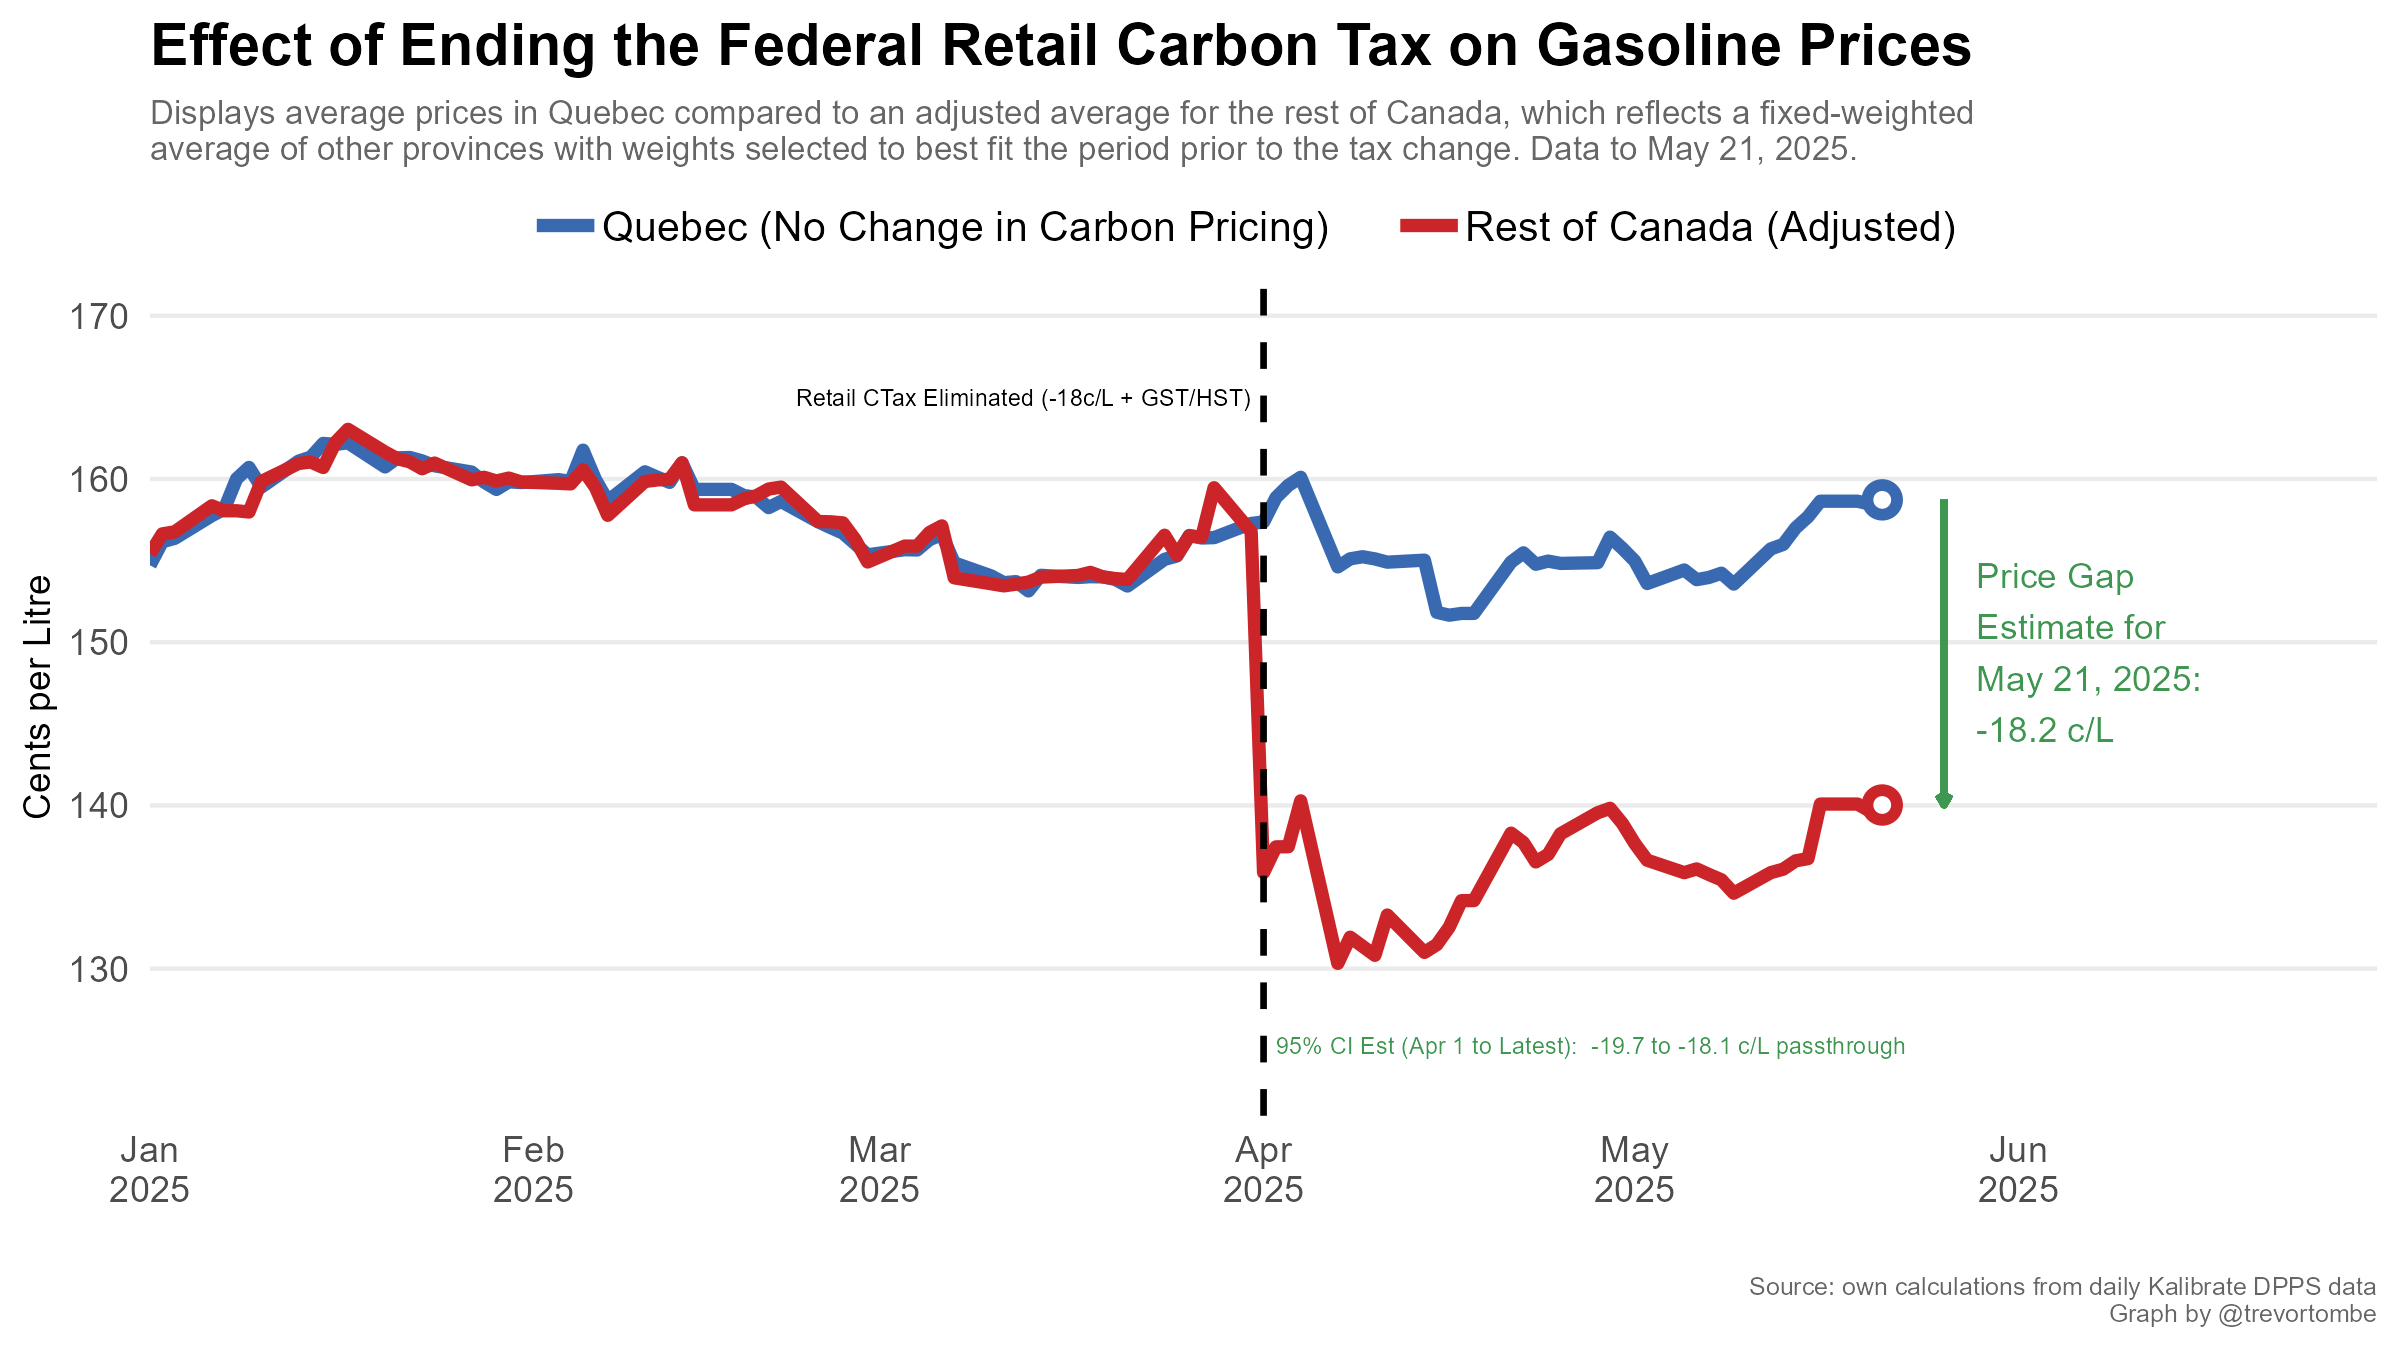 Effect of Ending the Federal Retail Carbon Tax on Gasoline Prices
Displays average prices in Quebec compared to an adjusted average for the rest of Canada, which reflects a fixed-weighted
average of other provinces with weights selected to best fit the period prior to the tax change. Data to May 21, 2025.
Quebec (No Change in Carbon Pricing)
Rest of Canada (Adjusted)
170
Retail CTax Eliminated (-18c/L + GST/HST)
160
150
140
130
Cents per Litre
Price Gap
Estimate for
May 21, 2025:
-18.2 c/L
95% CI Est (Apr 1 to Latest):  -19.7 to -18.1 c/L passthrough
Jan
2025
Feb
2025
Mar
2025
Apr
2025
May
2025
Jun
2025
Source: own calculations from daily Kalibrate DPPS data
Graph by @trevortombe